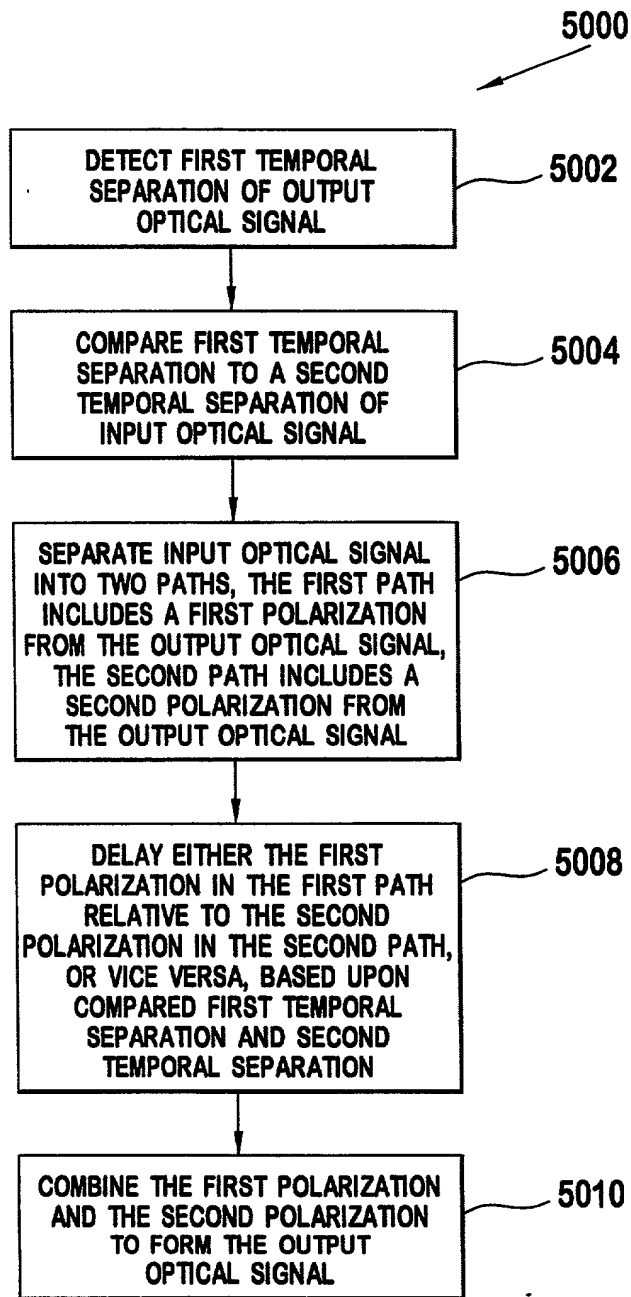 5000
DETECT FIRST TEMPORAL
SEPARATION OF OUTPUT
OPTICAL SIGNAL
5002
COMPARE FIRST TEMPORAL
SEPARATION TO A SECOND
TEMPORAL SEPARATION OF
INPUT OPTICAL SIGNAL
5004
SEPARATE INPUT OPTICAL SIGNAL
INTO TWO PATHS, THE FIRST PATH
INCLUDES A FIRST POLARIZATION
FROM THE OUTPUT OPTICAL SIGNAL,
THE SECOND PATH INCLUDES A
SECOND POLARIZATION FROM
THE OUTPUT OPTICAL SIGNAL
5006
DELAY EITHER THE FIRST
POLARIZATION IN THE FIRST PATH
RELATIVE TO THE SECOND
POLARIZATION IN THE SECOND PATH,
OR VICE VERSA, BASED UPON
COMPARED FIRST TEMPORAL
SEPARATION AND SECOND
TEMPORAL SEPARATION
5008
COMBINE THE FIRST POLARIZATION
AND THE SECOND POLARIZATION
TO FORM THE OUTPUT
OPTICAL SIGNAL
5010